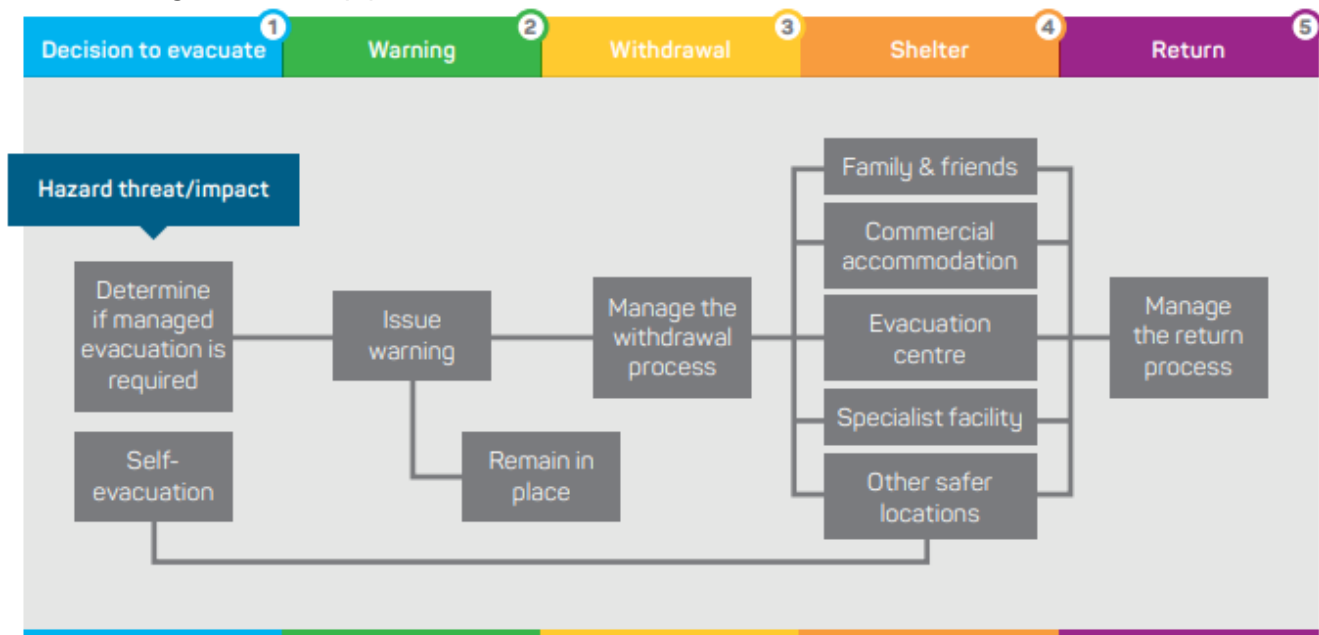 1
2
3
4
5
Decision to evacuate
Warning
Withdrawal
Shelter
Return
Hazard threat/impact
Determine
if managed
evacuation is
required
Self-
evacuation
Issue
warning
Remain in
place
Manage the
withdrawal
process
Family & friends
Commercial
accommodation
Evacuation
centre
Specialist facility
Other safer
locations
Manage
the return
process